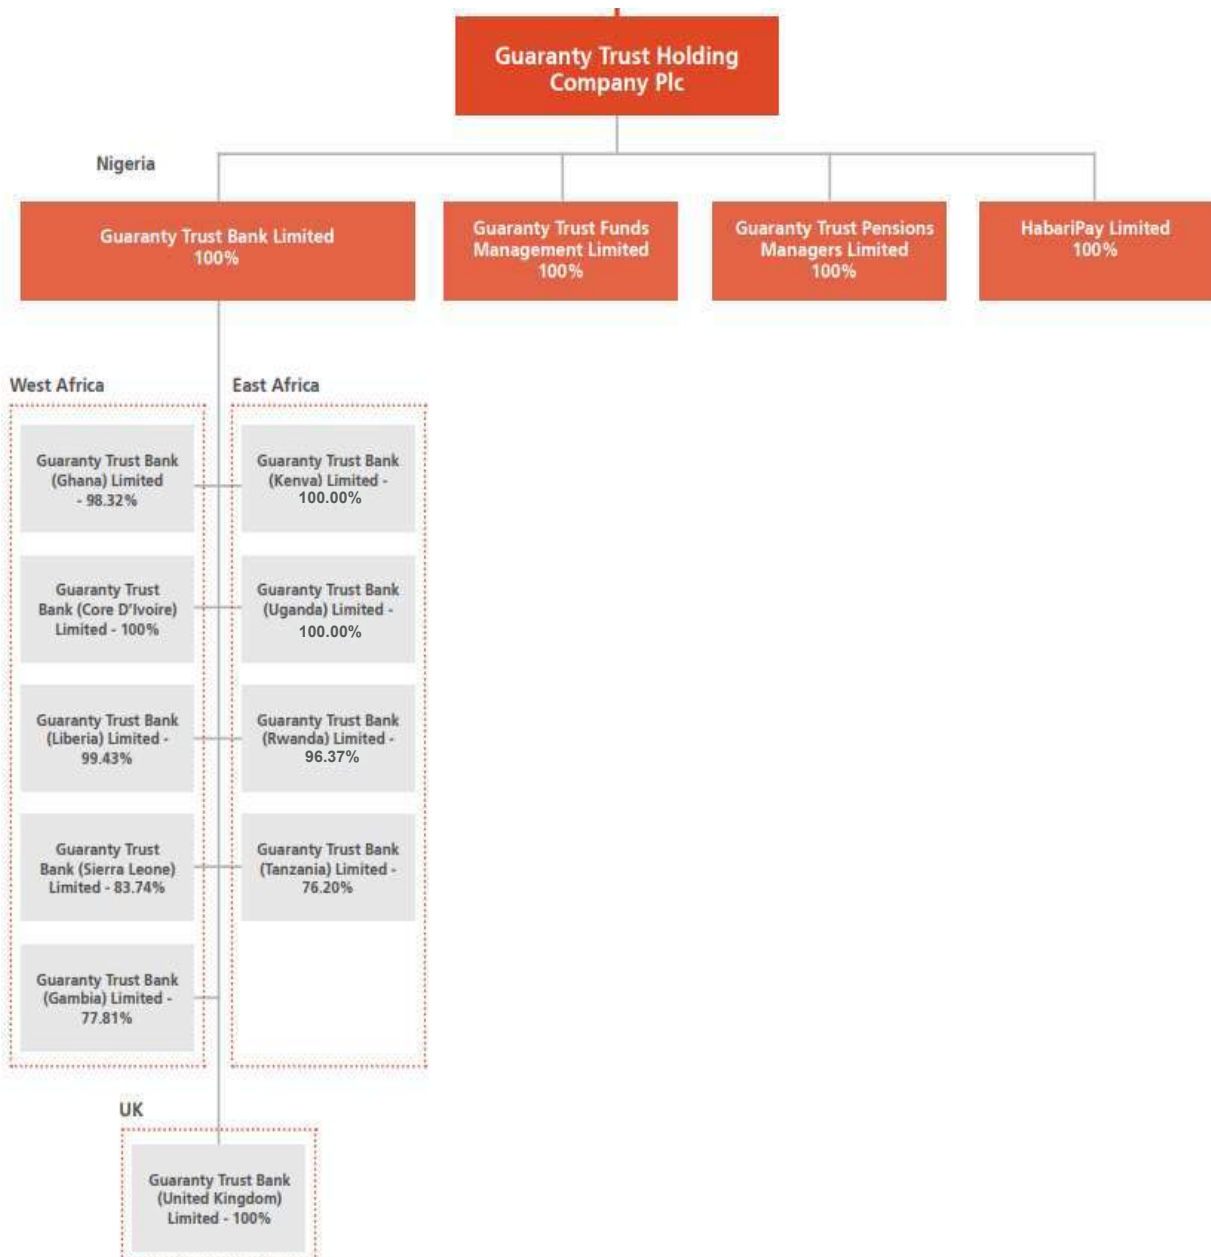 Guaranty Trust Holding
Company Plc
Nigeria
Guaranty Trust Bank Limited
100%
Guaranty Trust Funds
Management Limited
100%
Guaranty Trust Pensions
Managers Limited
100%
HabariPay Limited
100%
West Africa
Guaranty Trust Bank
(Ghana) Limited
- 98.32%
Guaranty Trust
Bank (Core D'Ivoire)
Limited - 100%
Guaranty Trust Bank
(Liberia) Limited -
99.43%
Guaranty Trust
Bank (Sierra Leone)
Limited - 83.74%
Guaranty Trust Bank
(Gambia) Limited -
77.81%
East Africa
Guaranty Trust Bank
(Kenva) Limited -
100.00%
Guaranty Trust Bank
(Uganda) Limited -
100.00%
Guaranty Trust Bank
(Rwanda) Limited -
96.37%
Guaranty Trust Bank
(Tanzania) Limited -
76.20%
UK
Guaranty Trust Bank
(United Kingdom)
Limited - 100%